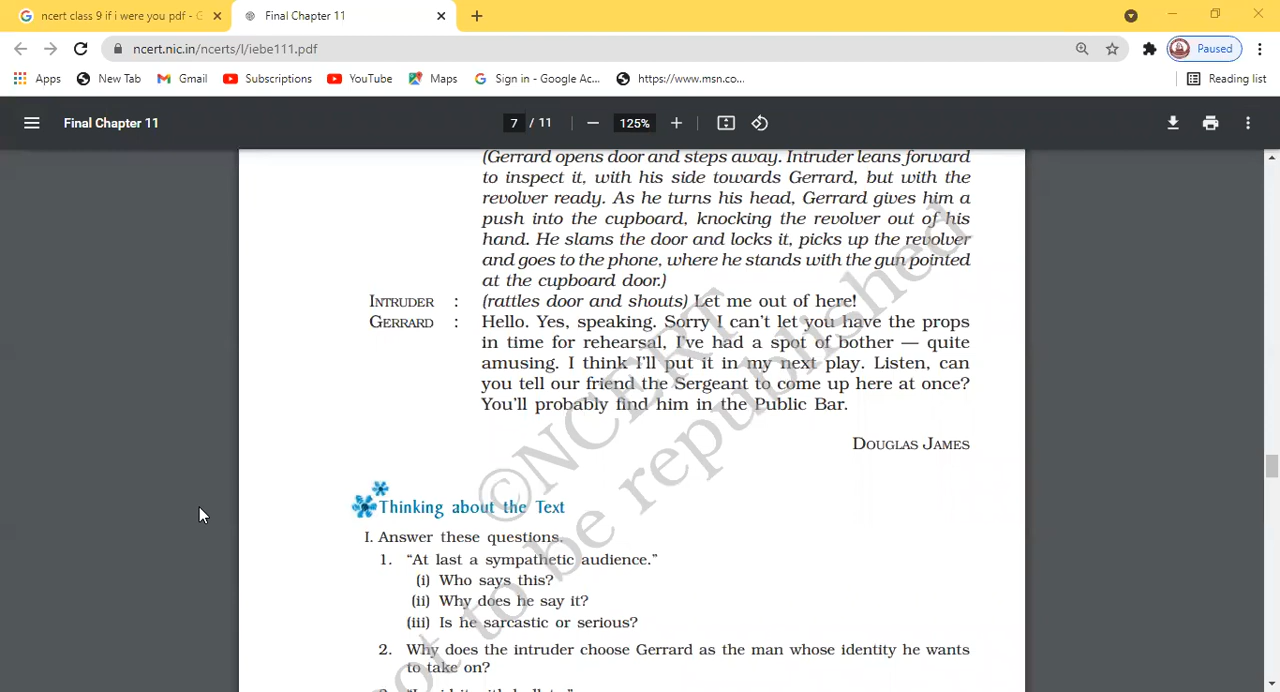 ncert class 9 if i were you pdf - G
Final Chapter 11
ncert.nic.in/ncerts/l/iebe111.pdf
Paused
Apps New Tab Gmail Subscriptions YouTube Maps Sign in - Google Ac... https://www.msn.co... Reading list
Final Chapter 11 7 / 11 125%
(Gerrard opens door and steps away. Intruder leans forward
to inspect it, with his side towards Gerrard, but with the
revolver ready. As he turns his head, Gerrard gives him a
push into the cupboard, knocking the revolver out of his
hand. He slams the door and locks it, picks up the revolver
and goes to the phone, where he stands with the gun pointed
at the cupboard door.)
INTRUDER : (rattles door and shouts) Let me out of here!
GERRARD : Hello. Yes, speaking. Sorry I can't let you have the props
in time for rehearsal, I've had a spot of bother — quite
amusing. I think I'll put it in my next play. Listen, can
you tell our friend the Sergeant to come up here at once?
You'll probably find him in the Public Bar.
DOUGLAS JAMES
Thinking about the Text
I. Answer these questions.
1. “At last a sympathetic audience.”
(i) Who says this?
(ii) Why does he say it?
(iii) Is he sarcastic or serious?
2. Why does the intruder choose Gerrard as the man whose identity he wants
to take on?
©NCERT
not to be republished